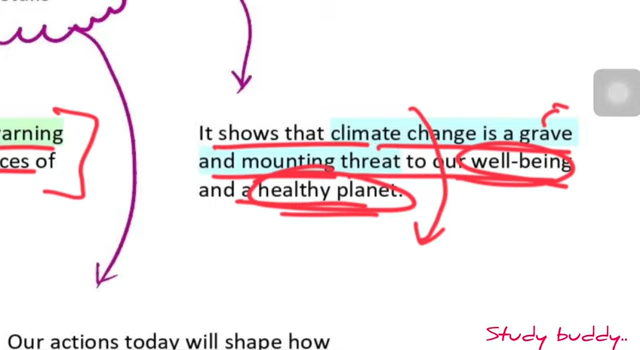 arning
ces of
It shows that climate change is a grave
and mounting threat to our well-being
and a healthy planet.
Our actions today will shape how
Study buddy..